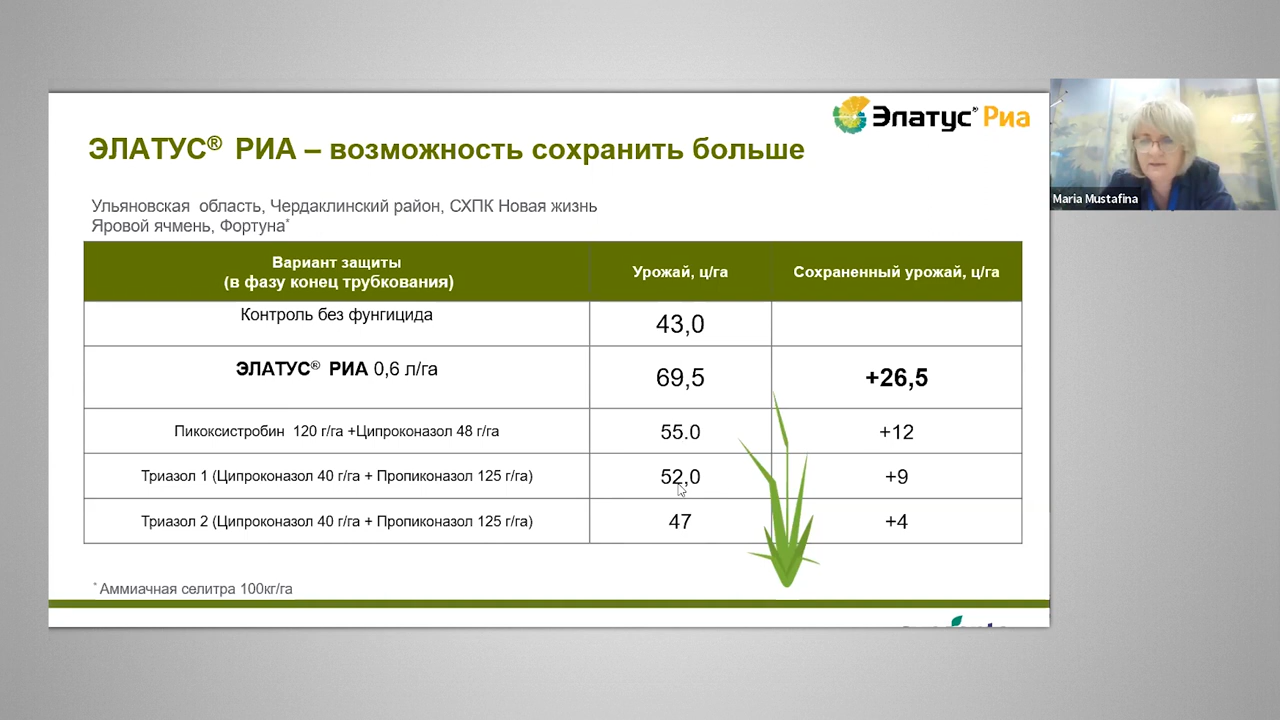 Элатус® Риа
ЭЛАТУС® РИА – возможность сохранить больше
Maria Mustafina
Ульяновская область, Чердаклинский район, СХПК Новая жизнь
Яровой ячмень, Фортуна*
Вариант защиты
(в фазу конец трубкования)
Урожай, ц/га
Сохраненный урожай, ц/га
Контроль без фунгицида
43,0
ЭЛАТУС® РИА 0,6 л/га
69,5
+26,5
Пикоксистробин 120 г/га +Ципроконазол 48 г/га
55.0
+12
Триазол 1 (Ципроконазол 40 г/га + Пропиконазол 125 г/га)
52,0
+9
Триазол 2 (Ципроконазол 40 г/га + Пропиконазол 125 г/га)
47
+4
* Аммиачная селитра 100кг/га